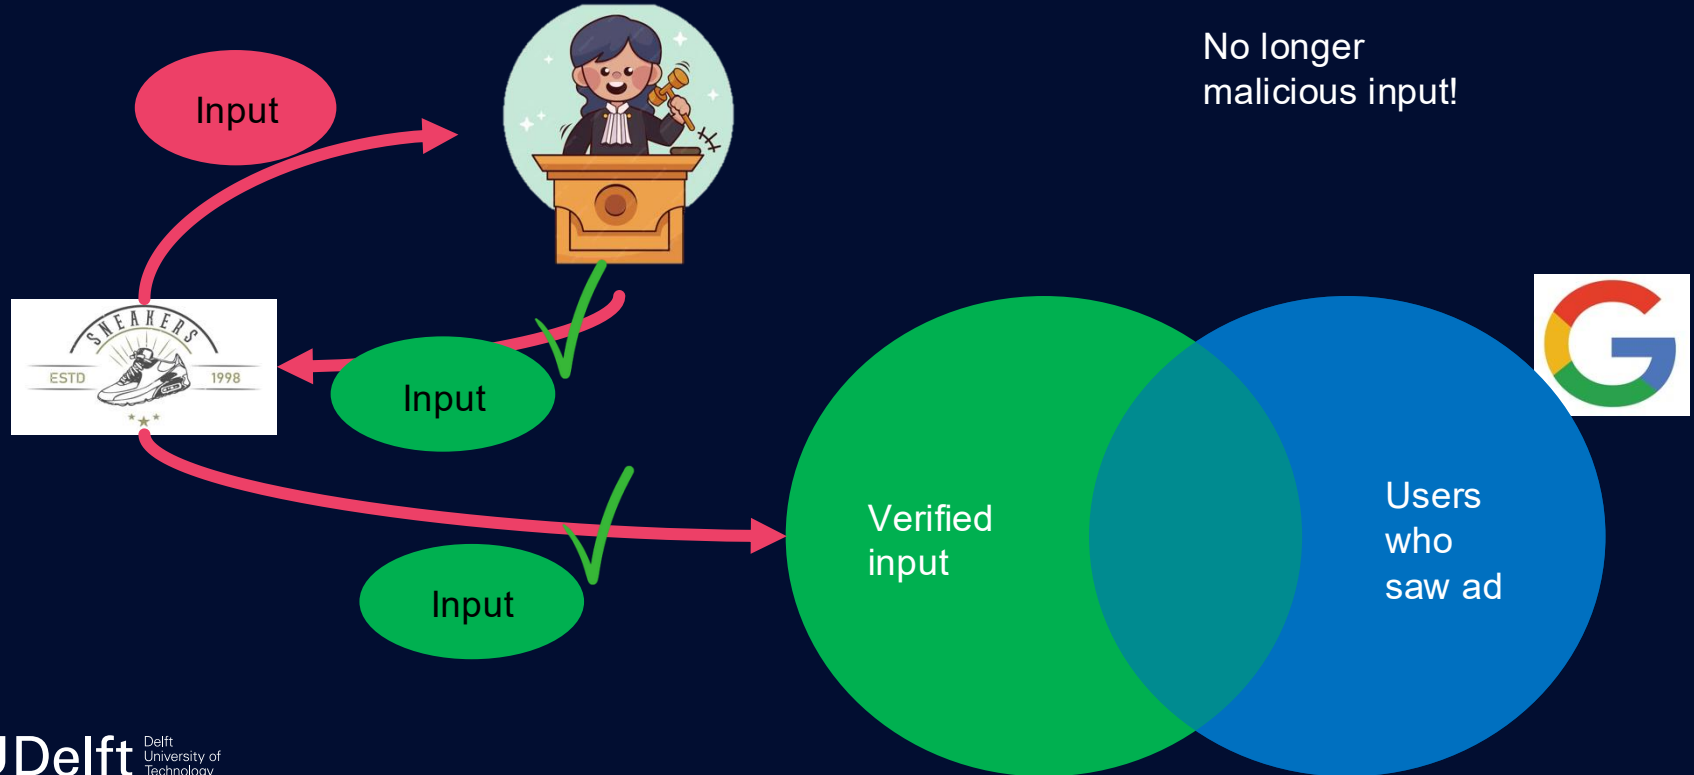 No longer
malicious input!
Input
SNEAKERS
ESTD
1998
Input
Verified
input
Users
who
saw ad
Input
UDelft
Delft
University of
Technology